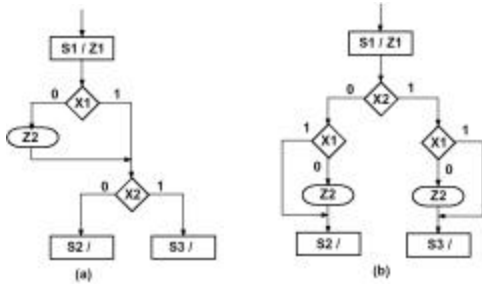 S1 / Z1
0 X1 1
Z2
0 X2 1
S2 /
S3 /
(a)
S1 / Z1
0 X2 1
1 X1
0
Z2
S2 /
X1 1
0
Z2
S3 /
(b)